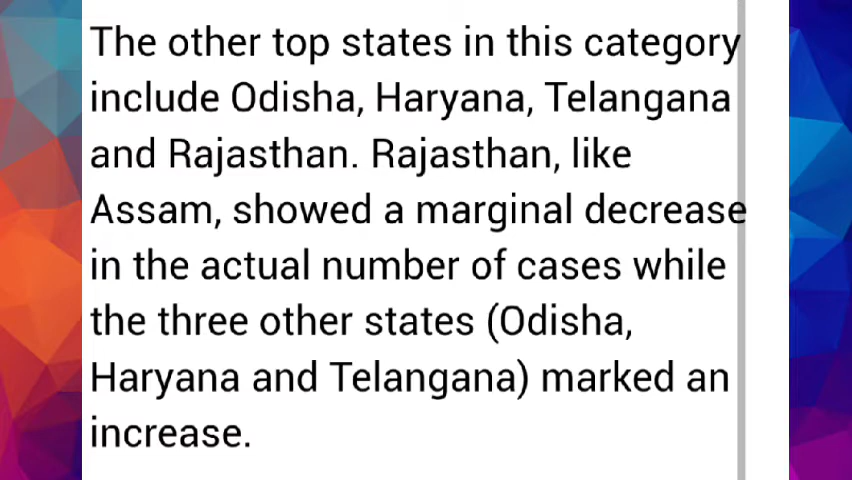 The other top states in this category
include Odisha, Haryana, Telangana
and Rajasthan. Rajasthan, like
Assam, showed a marginal decrease
in the actual number of cases while
the three other states (Odisha,
Haryana and Telangana) marked an
increase.